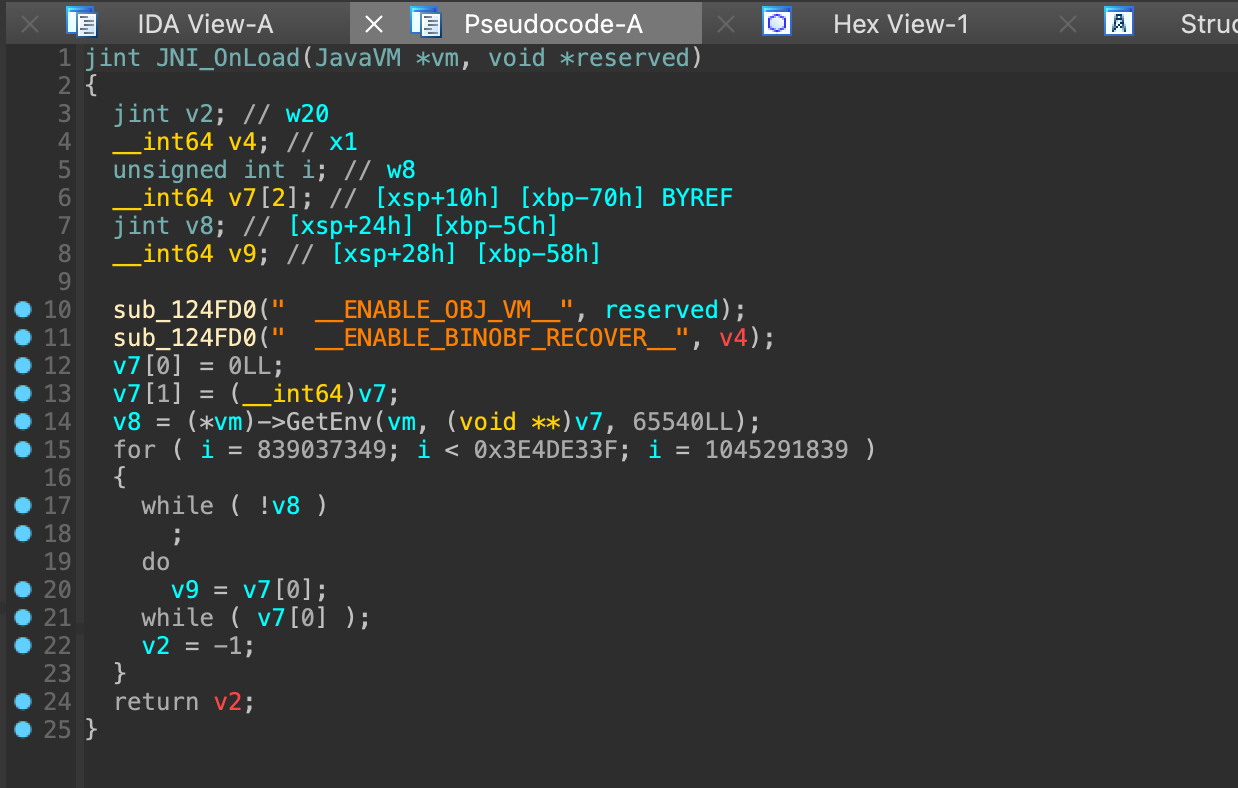 IDA View-A Pseudocode-A Hex View-1 Struc
1 jint JNI_OnLoad(JavaVM *vm, void *reserved)
2 {
3   jint v2; // w20
4   __int64 v4; // x1
5   unsigned int i; // w8
6   __int64 v7[2]; // [xsp+10h] [xbp-70h] BYREF
7   jint v8; // [xsp+24h] [xbp-5Ch]
8   __int64 v9; // [xsp+28h] [xbp-58h]
9
10   sub_124FD0("  __ENABLE_OBJ_VM__", reserved);
11   sub_124FD0("  __ENABLE_BINOBF_RECOVER__", v4);
12   v7[0] = 0LL;
13   v7[1] = (__int64)v7;
14   v8 = (*vm)->GetEnv(vm, (void **)v7, 65540LL);
15   for ( i = 839037349; i < 0x3E4DE33F; i = 1045291839 )
16   {
17     while ( !v8 )
18       ;
19     do
20       v9 = v7[0];
21     while ( v7[0] );
22     v2 = -1;
23   }
24   return v2;
25 }